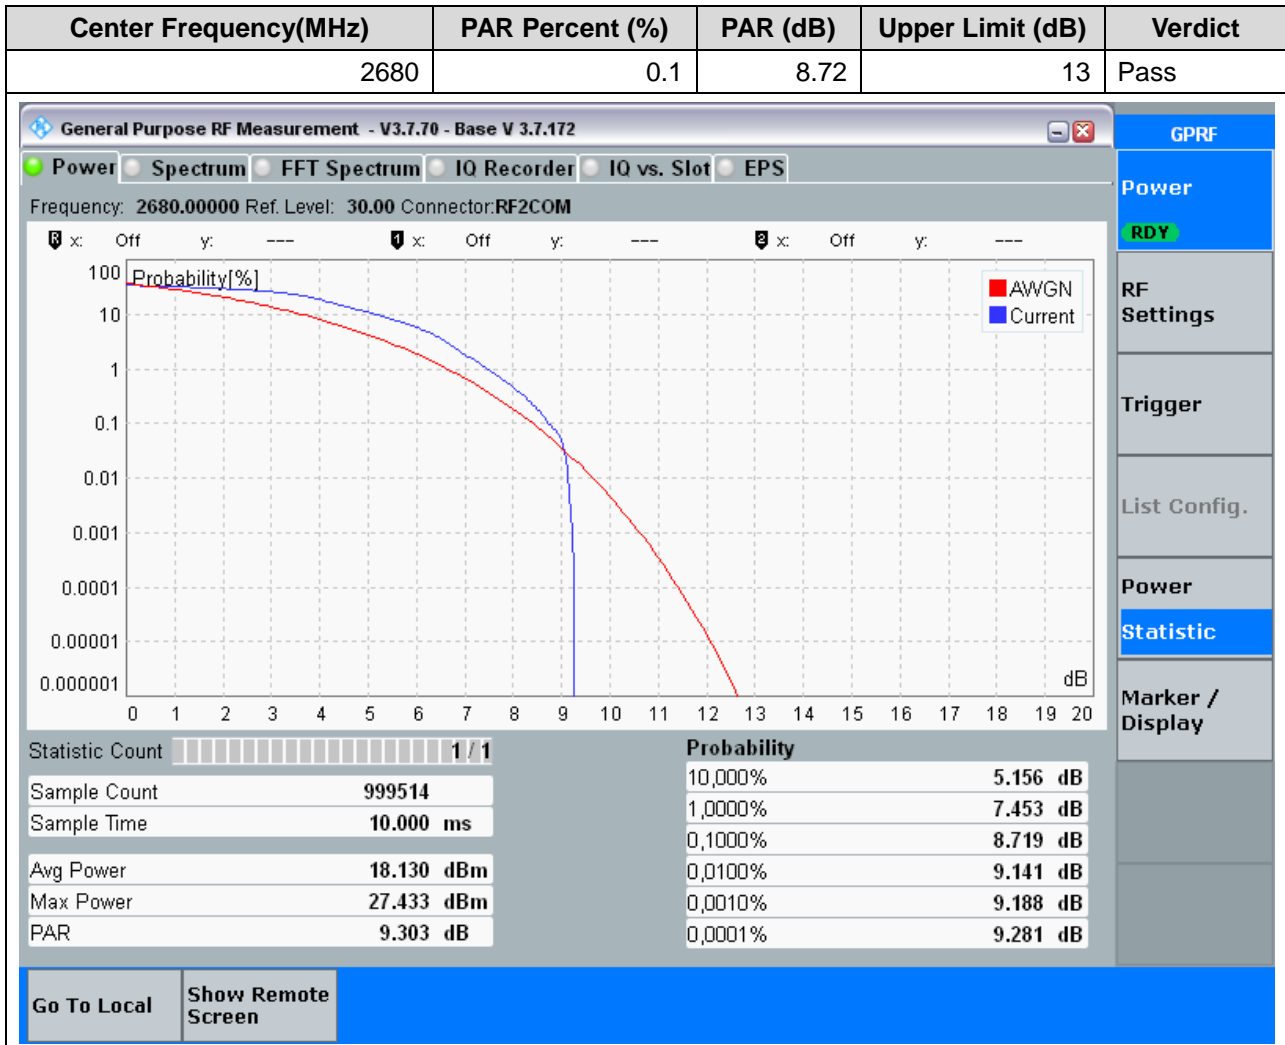 Center Frequency(MHz) PAR Percent (%) PAR (dB) Upper Limit (dB) Verdict
2680 0.1 8.72 13 Pass
General Purpose RF Measurement - V3.7.70 - Base V 3.7.172
GPRF
Power Spectrum FFT Spectrum IQ Recorder IQ vs. Slot EPS
Power
RDY
Frequency: 2680.00000 Ref. Level: 30.00 Connector:RF2COM
R x: Off y: --- 1 x: Off y: --- 2 x: Off y: ---
Probability[%]
AWGN
Current
100
10
1
0.1
0.01
0.001
0.0001
0.00001
0.000001
dB
0 1 2 3 4 5 6 7 8 9 10 11 12 13 14 15 16 17 18 19 20
RF
Settings
Trigger
List Config.
Power
Statistic
Marker /
Display
Statistic Count 1 / 1
Sample Count 999514
Sample Time 10.000 ms
Avg Power 18.130 dBm
Max Power 27.433 dBm
PAR 9.303 dB
Probability
10,000% 5.156 dB
1,0000% 7.453 dB
0,1000% 8.719 dB
0,0100% 9.141 dB
0,0010% 9.188 dB
0,0001% 9.281 dB
Go To Local
Show Remote
Screen